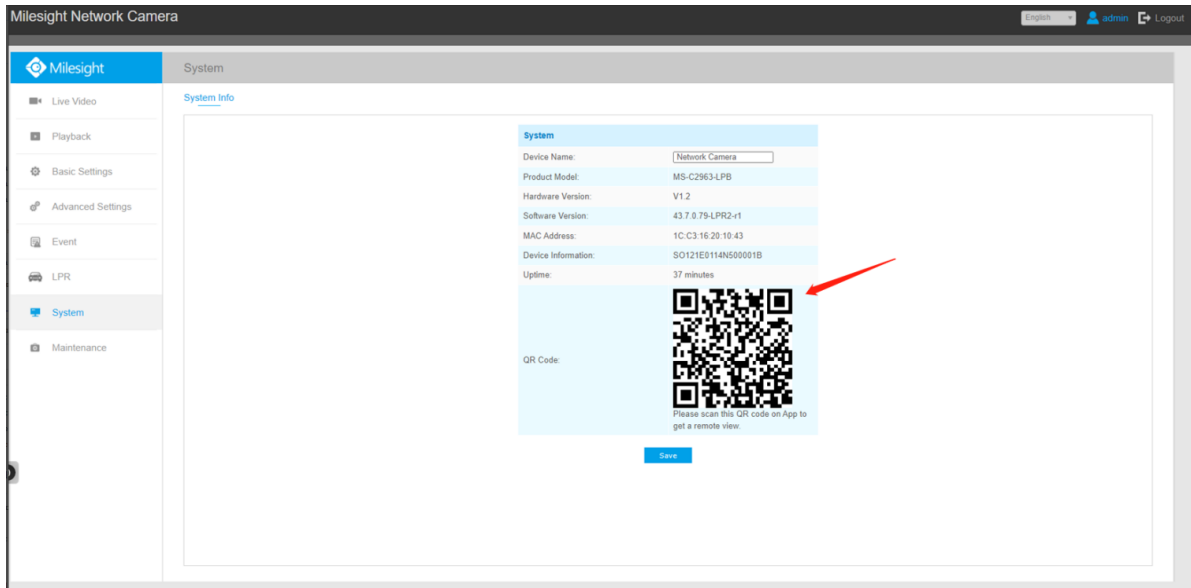 Milesight Network Camera
English
admin
Logout
Milesight
System
Live Video
Playback
Basic Settings
Advanced Settings
Event
LPR
System
Maintenance
System Info
System
Device Name: Network Camera
Product Model: MS-C2963-LPB
Hardware Version: V1.2
Software Version: 43.7.0.79-LPR2-r1
MAC Address: 1C:C3:16:20:10:43
Device Information: SO121E0114N500001B
Uptime: 37 minutes
QR Code:
Please scan this QR code on App to
get a remote view.
Save